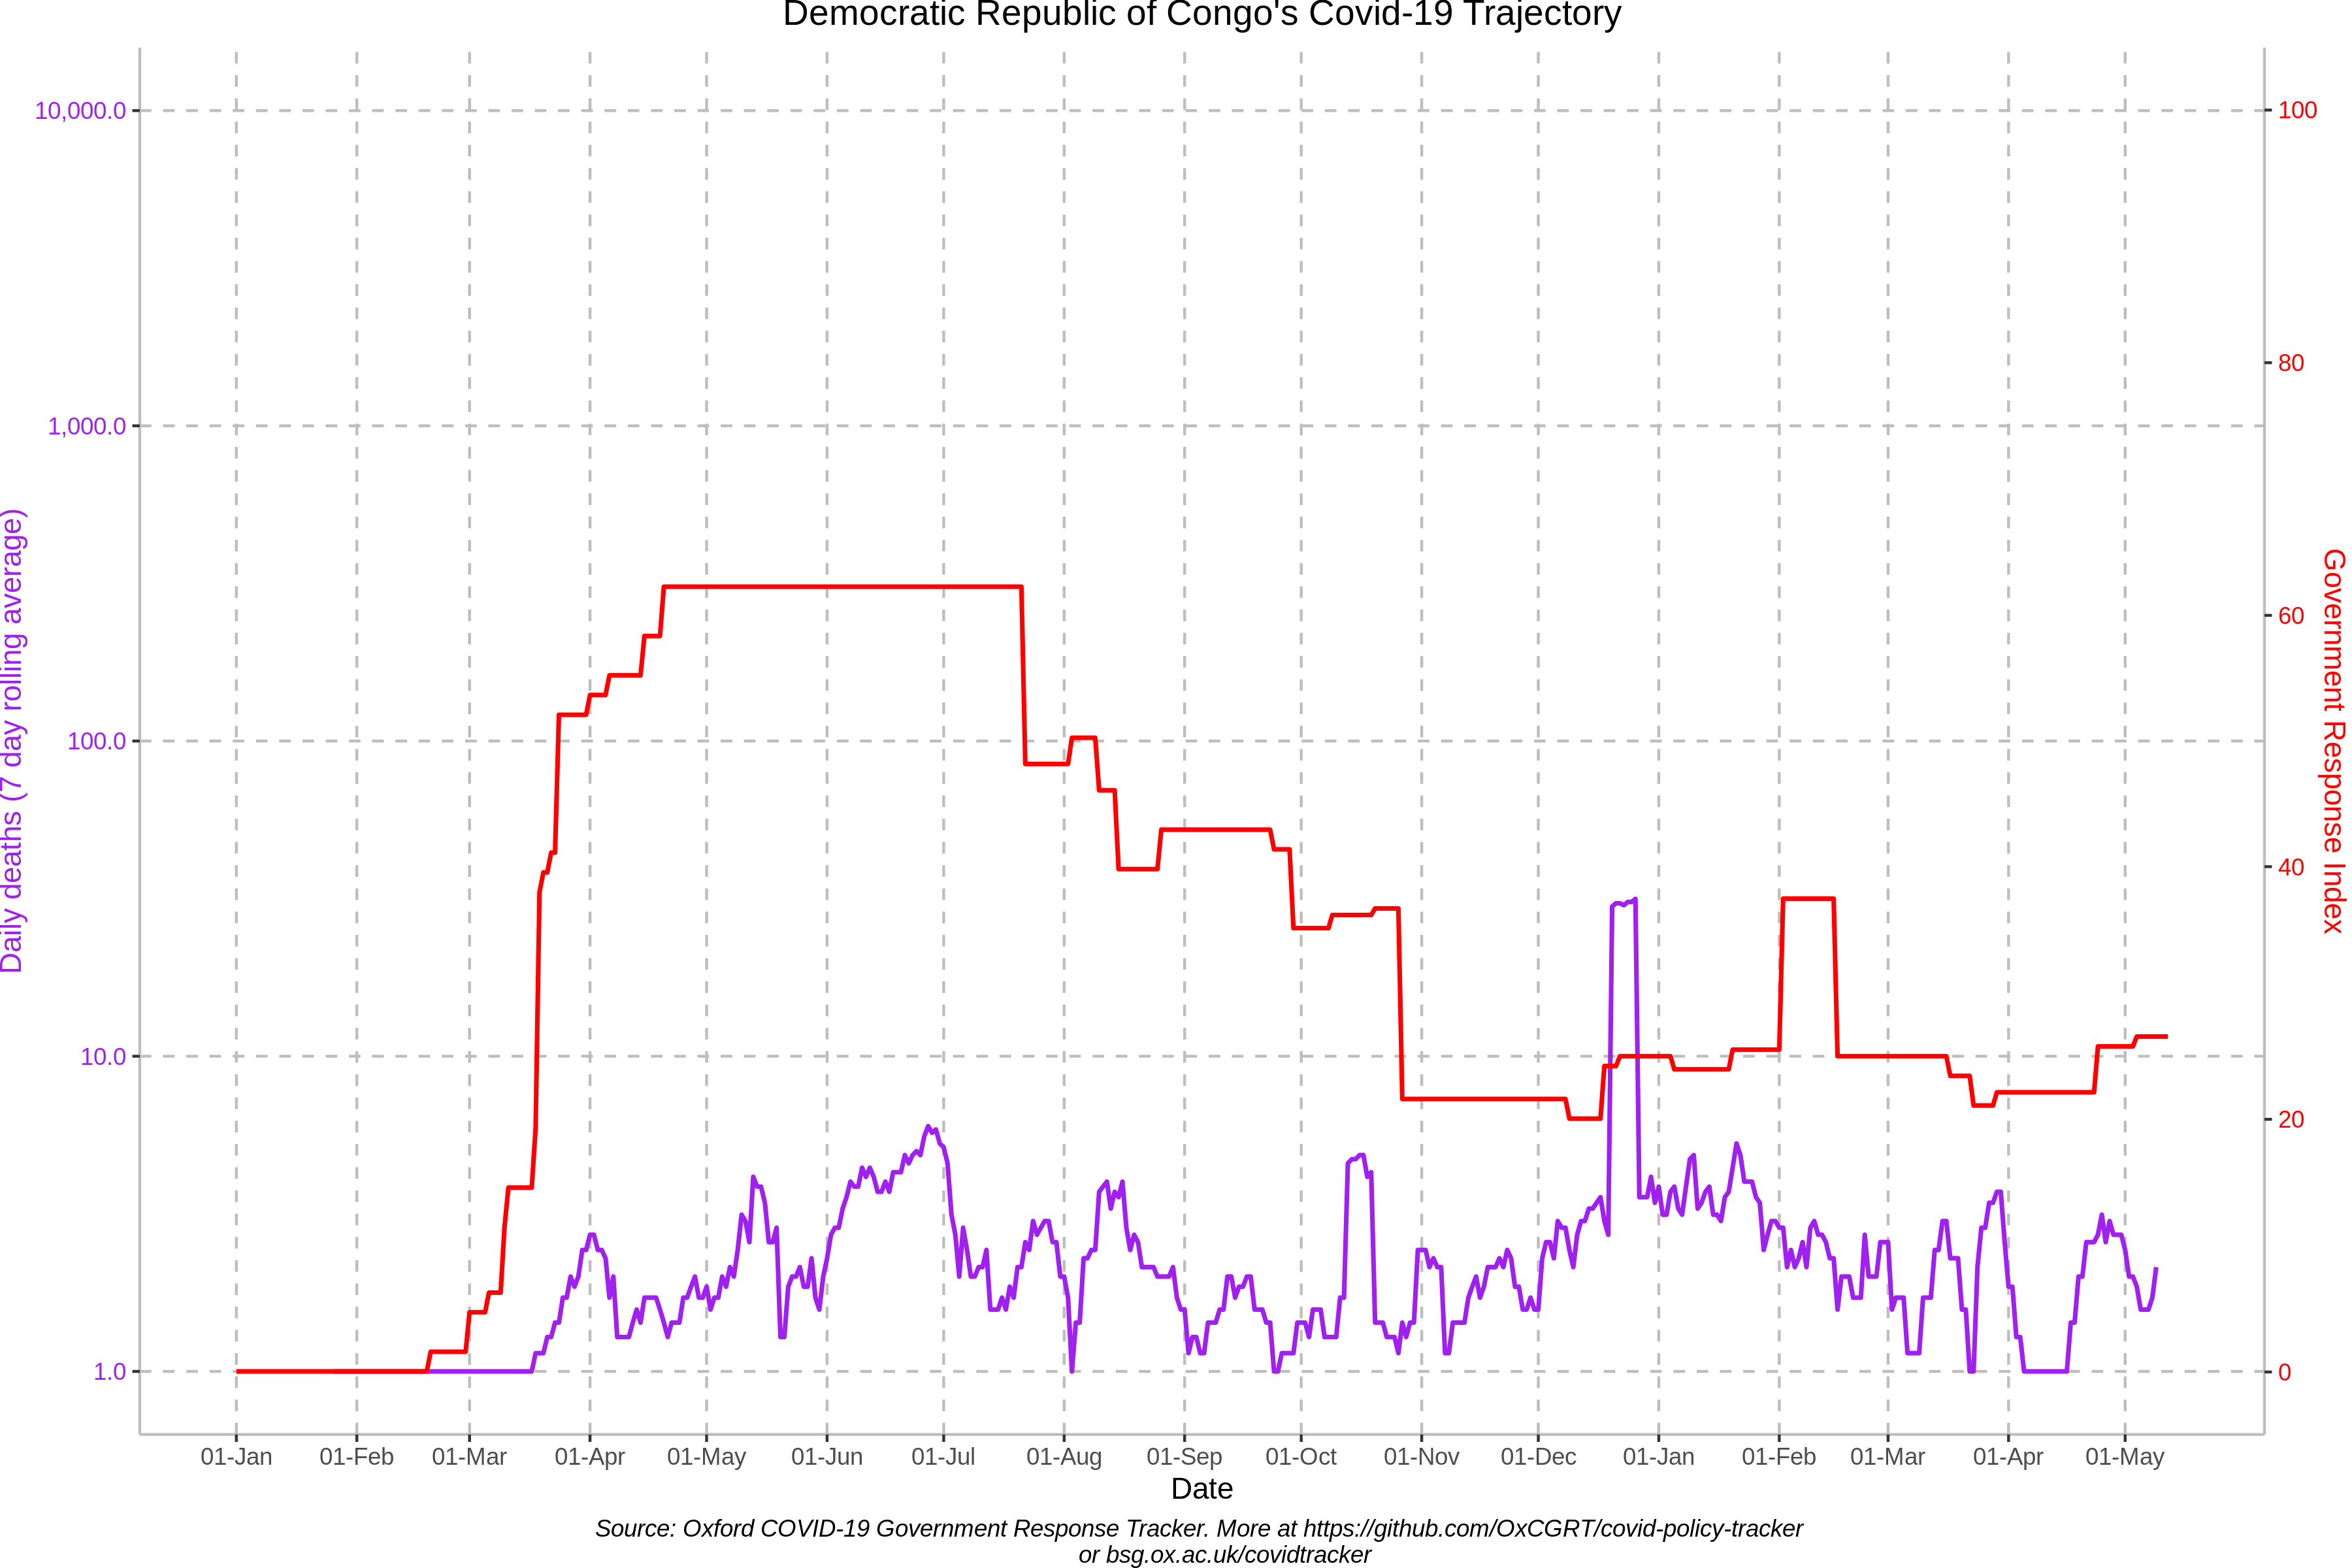 Democratic Republic of Congo's Covid-19 Trajectory
10,000.0
1,000.0
100.0
10.0
1.0
Daily deaths (7 day rolling average)
100
80
60
40
20
0
Government Response Index
01-Jan 01-Feb 01-Mar 01-Apr 01-May 01-Jun 01-Jul 01-Aug 01-Sep 01-Oct 01-Nov 01-Dec 01-Jan 01-Feb 01-Mar 01-Apr 01-May
Date
Source: Oxford COVID-19 Government Response Tracker. More at https://github.com/OxCGRT/covid-policy-tracker
or bsg.ox.ac.uk/covidtracker